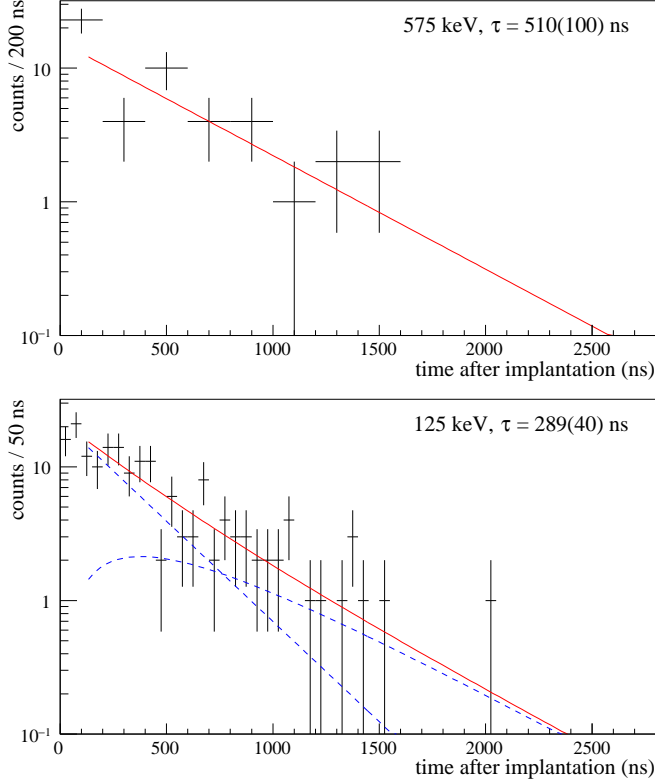 575 keV, τ = 510(100) ns
counts / 200 ns
10
1
10⁻¹
0 500 1000 1500 2000 2500
time after implantation (ns)
125 keV, τ = 289(40) ns
counts / 50 ns
10
1
10⁻¹
0 500 1000 1500 2000 2500
time after implantation (ns)